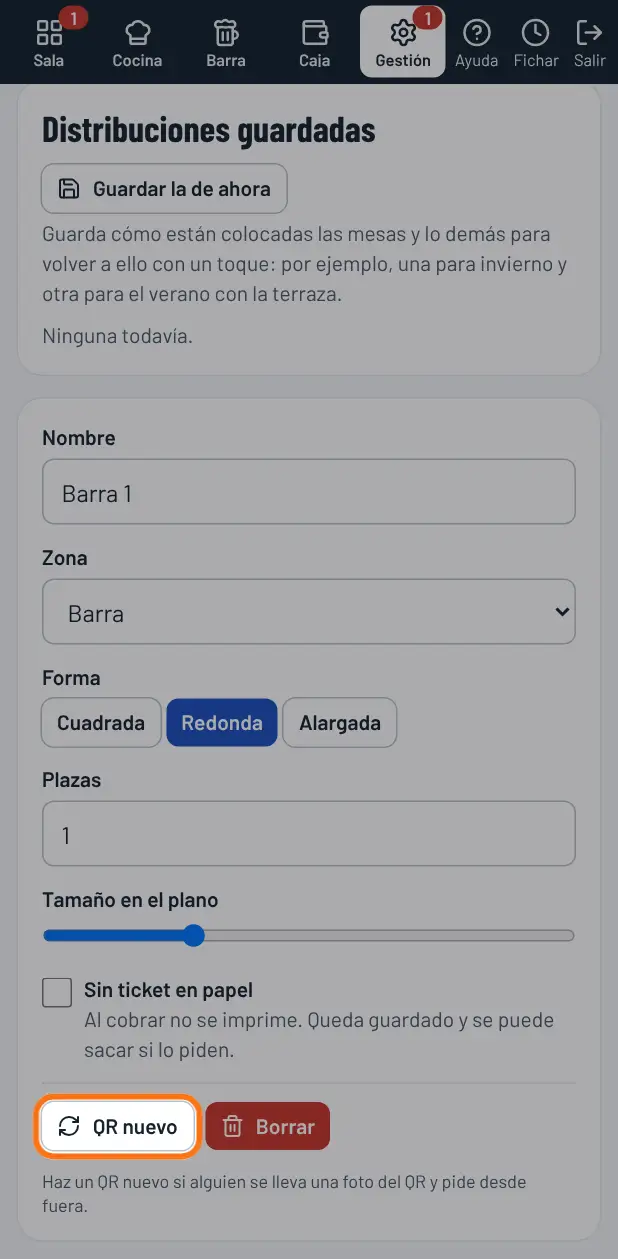 1
1
Sala
Cocina
Barra
Caja
Gestión
Ayuda
Fichar
Salir
Distribuciones guardadas
Guardar la de ahora
Guarda cómo están colocadas las mesas y lo demás para
volver a ello con un toque: por ejemplo, una para invierno y
otra para el verano con la terraza.
Ninguna todavía.
Nombre
Barra 1
Zona
Barra
Forma
Cuadrada
Redonda
Alargada
Plazas
1
Tamaño en el plano
Sin ticket en papel
Al cobrar no se imprime. Queda guardado y se puede
sacar si lo piden.
QR nuevo
Borrar
Haz un QR nuevo si alguien se lleva una foto del QR y pide desde
fuera.